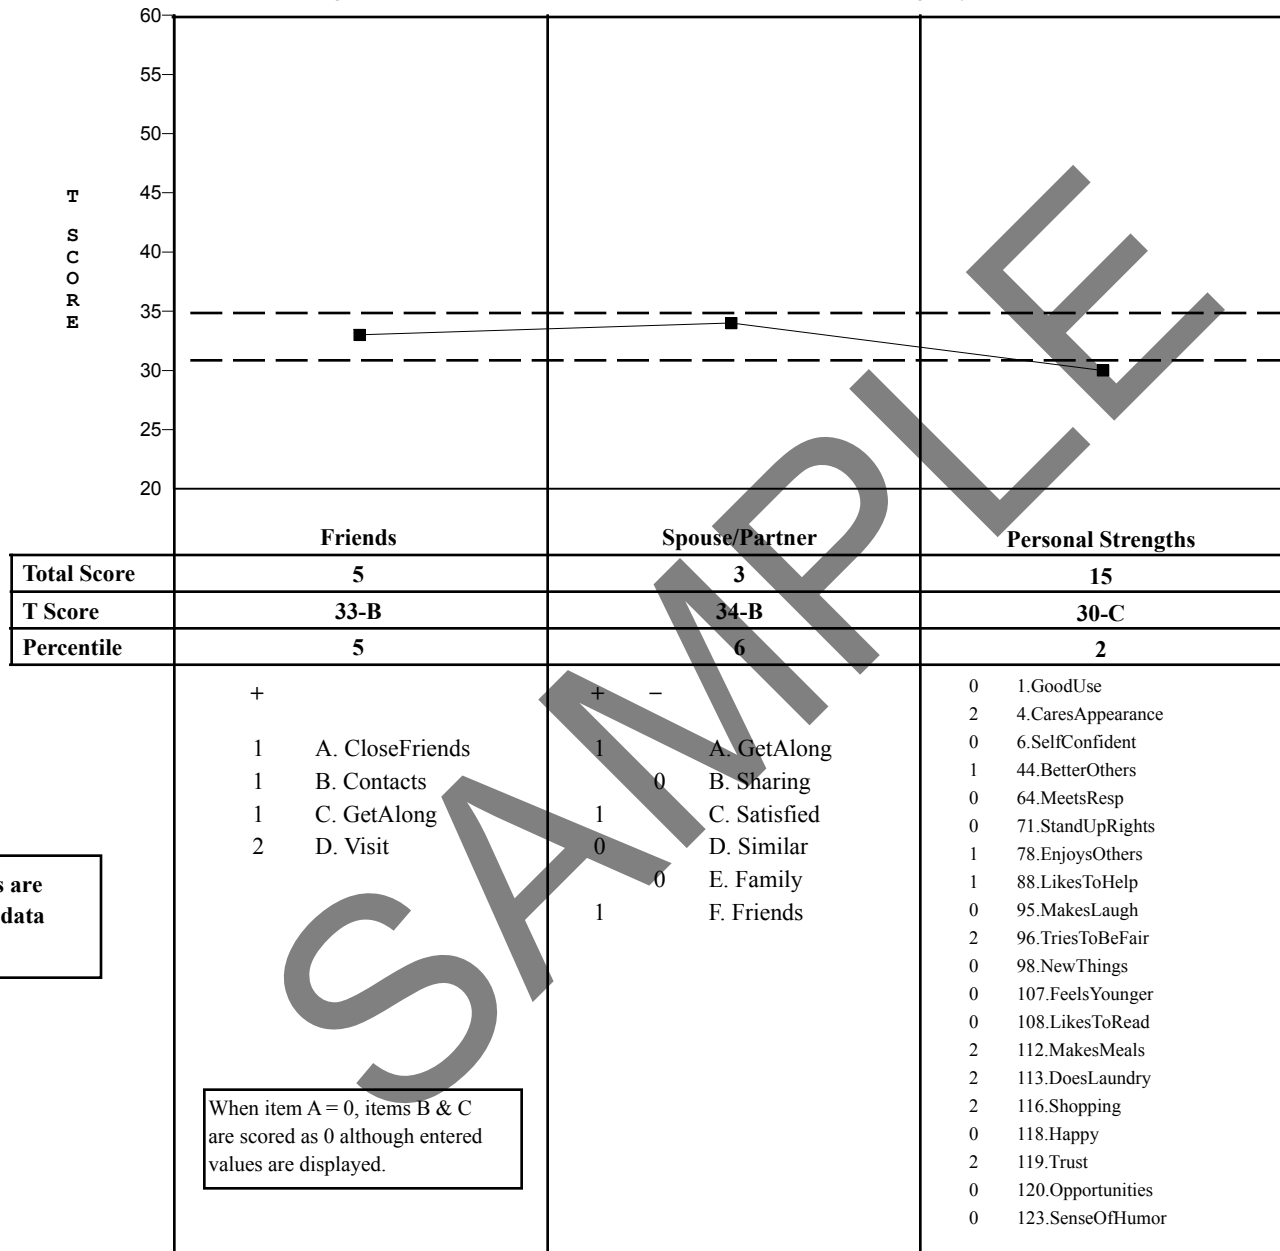 60
55
50
45
40
35
30
25
20
T SCORE
Friends Spouse/Partner Personal Strengths
Total Score 5 3 15
T Score 33-B 34-B 30-C
Percentile 5 6 2
+
1 A. CloseFriends
1 B. Contacts
1 C. GetAlong
2 D. Visit
When item A = 0, items B & C
are scored as 0 although entered
values are displayed.
+ −
1 A. GetAlong
0 B. Sharing
1 C. Satisfied
0 D. Similar
0 E. Family
1 F. Friends
0 1.GoodUse
2 4.CaresAppearance
0 6.SelfConfident
1 44.BetterOthers
0 64.MeetsResp
0 71.StandUpRights
1 78.EnjoysOthers
1 88.LikesToHelp
0 95.MakesLaugh
2 96.TriesToBeFair
0 98.NewThings
0 107.FeelsYounger
0 108.LikesToRead
2 112.MakesMeals
2 113.DoesLaundry
2 116.Shopping
0 118.Happy
2 119.Trust
0 120.Opportunities
0 123.SenseOfHumor
are
data
SAMPLE